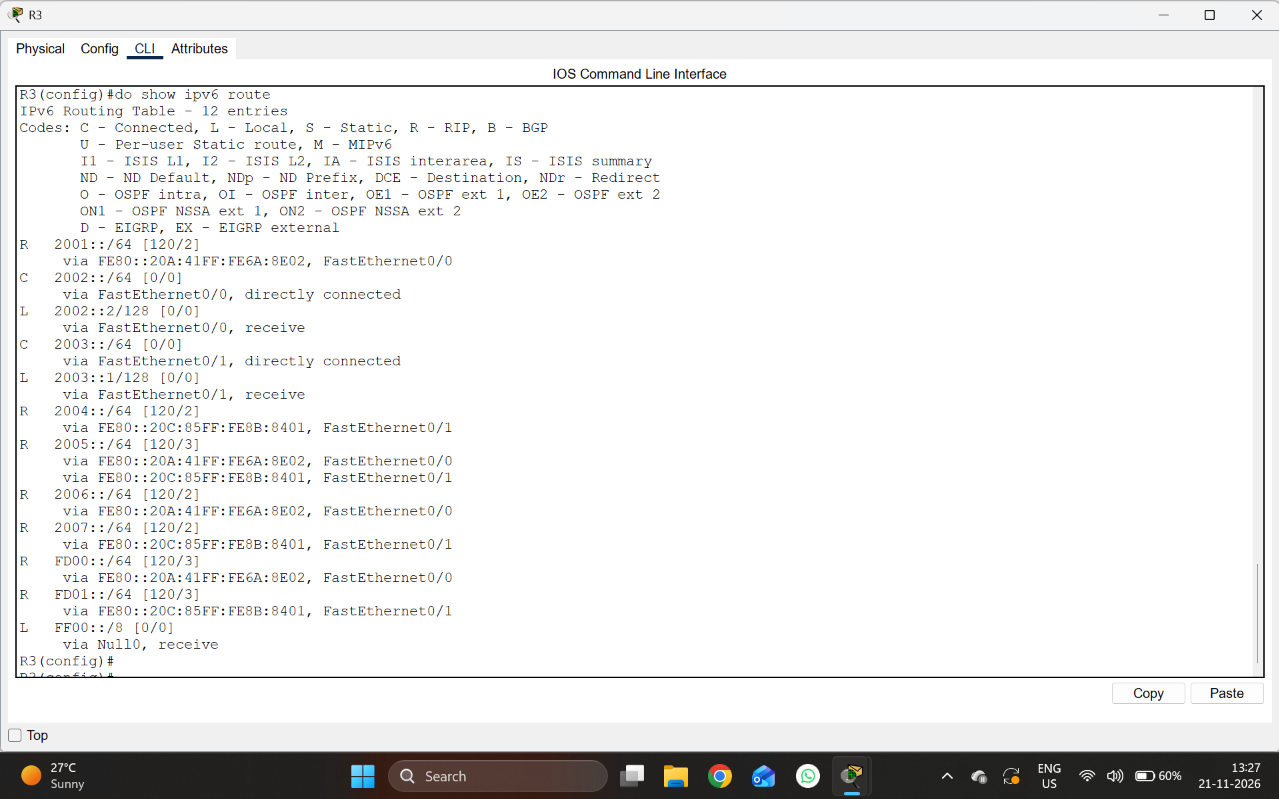 R3
Physical Config CLI Attributes
IOS Command Line Interface
R3(config)#do show ipv6 route
IPv6 Routing Table - 12 entries
Codes: C - Connected, L - Local, S - Static, R - RIP, B - BGP
U - Per-user Static route, M - MIPv6
I1 - ISIS L1, I2 - ISIS L2, IA - ISIS interarea, IS - ISIS summary
ND - ND Default, NDp - ND Prefix, DCE - Destination, NDr - Redirect
O - OSPF intra, OI - OSPF inter, OE1 - OSPF ext 1, OE2 - OSPF ext 2
ON1 - OSPF NSSA ext 1, ON2 - OSPF NSSA ext 2
D - EIGRP, EX - EIGRP external
R 2001::/64 [120/2]
via FE80::20A:41FF:FE6A:8E02, FastEthernet0/0
C 2002::/64 [0/0]
via FastEthernet0/0, directly connected
L 2002::2/128 [0/0]
via FastEthernet0/0, receive
C 2003::/64 [0/0]
via FastEthernet0/1, directly connected
L 2003::1/128 [0/0]
via FastEthernet0/1, receive
R 2004::/64 [120/2]
via FE80::20C:85FF:FE8B:8401, FastEthernet0/1
R 2005::/64 [120/3]
via FE80::20A:41FF:FE6A:8E02, FastEthernet0/0
via FE80::20C:85FF:FE8B:8401, FastEthernet0/1
R 2006::/64 [120/2]
via FE80::20A:41FF:FE6A:8E02, FastEthernet0/0
R 2007::/64 [120/2]
via FE80::20C:85FF:FE8B:8401, FastEthernet0/1
R FD00::/64 [120/3]
via FE80::20A:41FF:FE6A:8E02, FastEthernet0/0
R FD01::/64 [120/3]
via FE80::20C:85FF:FE8B:8401, FastEthernet0/1
L FF00::/8 [0/0]
via Null0, receive
R3(config)#
R3(config)#
Copy Paste
Top
27°C
Sunny
Search
ENG
US
60%
13:27
21-11-2026